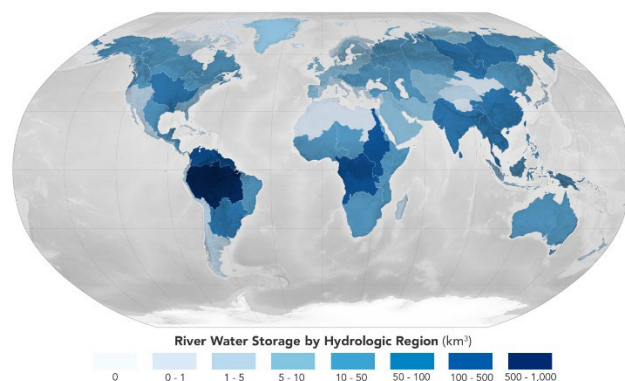 River Water Storage by Hydrologic Region (km³)
0 0 - 1 1 - 5 5 - 10 10 - 50 50 - 100 100 - 500 500 - 1,000